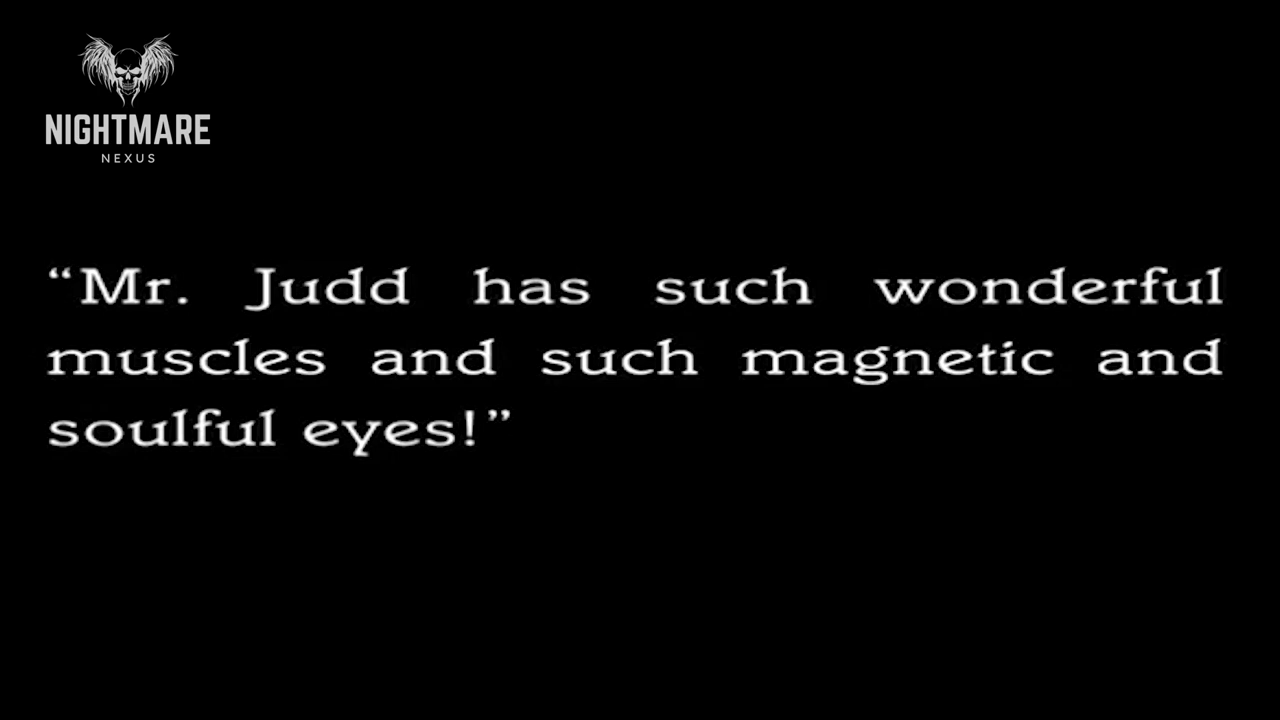 NIGHTMARE
NEXUS
“Mr. Judd has such wonderful
muscles and such magnetic and
soulful eyes!”